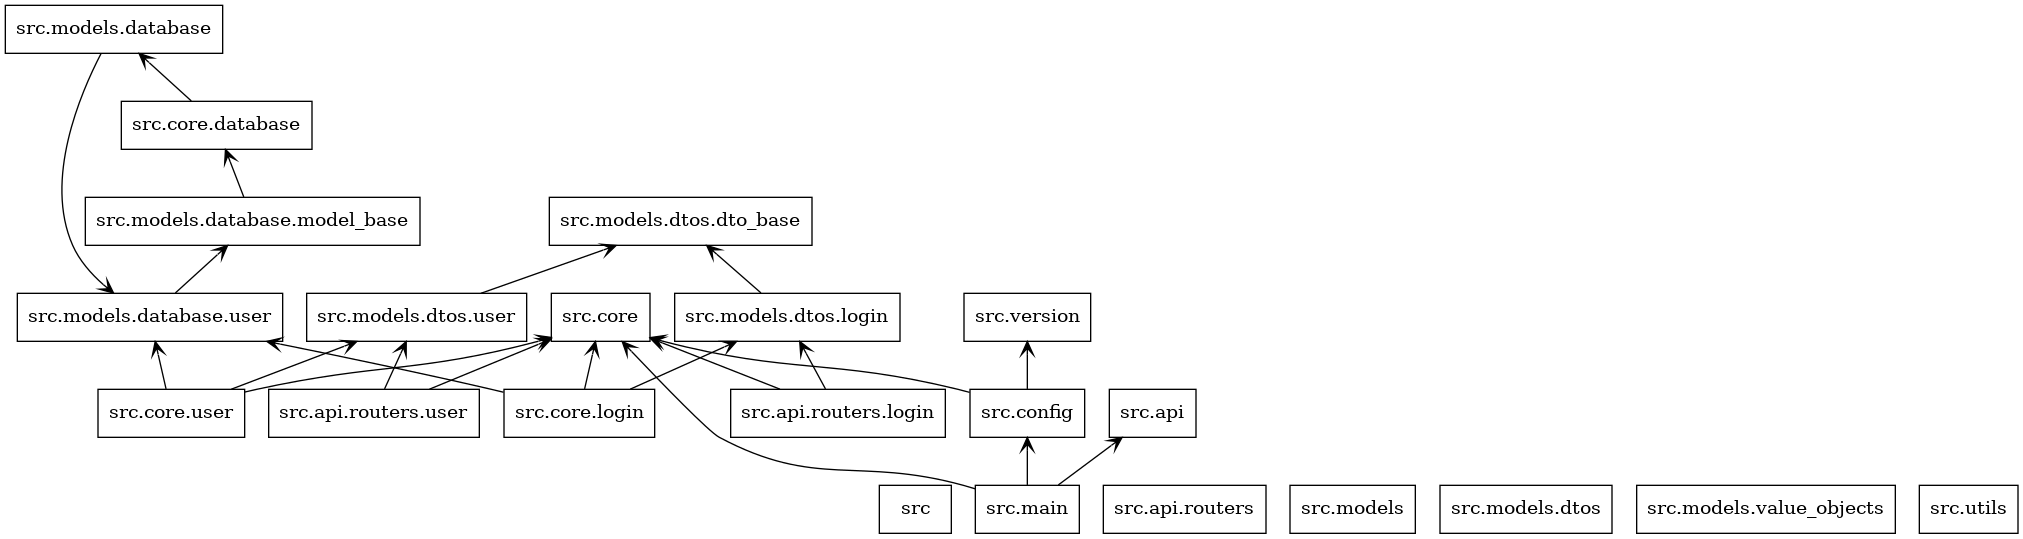 src.models.database
src.core.database
src.models.database.model_base
src.models.dtos.dto_base
src.models.database.user
src.models.dtos.user
src.core
src.models.dtos.login
src.version
src.core.user
src.api.routers.user
src.core.login
src.api.routers.login
src.config
src.api
src
src.main
src.api.routers
src.models
src.models.dtos
src.models.value_objects
src.utils